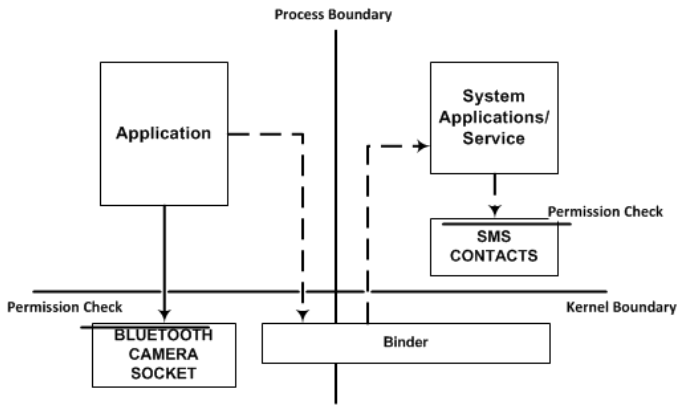 Process Boundary
Application
System
Applications/
Service
Permission Check
SMS
CONTACTS
Permission Check
Kernel Boundary
BLUETOOTH
CAMERA
SOCKET
Binder